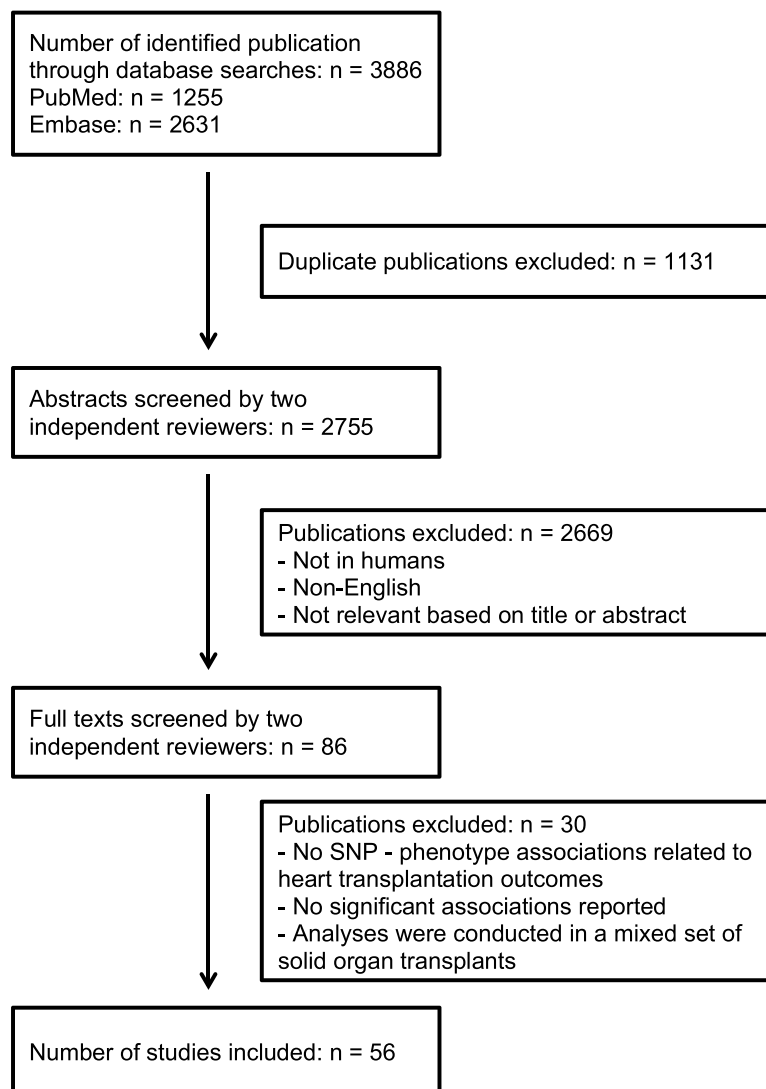 Number of identified publication
through database searches: n = 3886
PubMed: n = 1255
Embase: n = 2631
Duplicate publications excluded: n = 1131
Abstracts screened by two
independent reviewers: n = 2755
Publications excluded: n = 2669
- Not in humans
- Non-English
- Not relevant based on title or abstract
Full texts screened by two
independent reviewers: n = 86
Publications excluded: n = 30
- No SNP - phenotype associations related to
heart transplantation outcomes
- No significant associations reported
- Analyses were conducted in a mixed set of
solid organ transplants
Number of studies included: n = 56